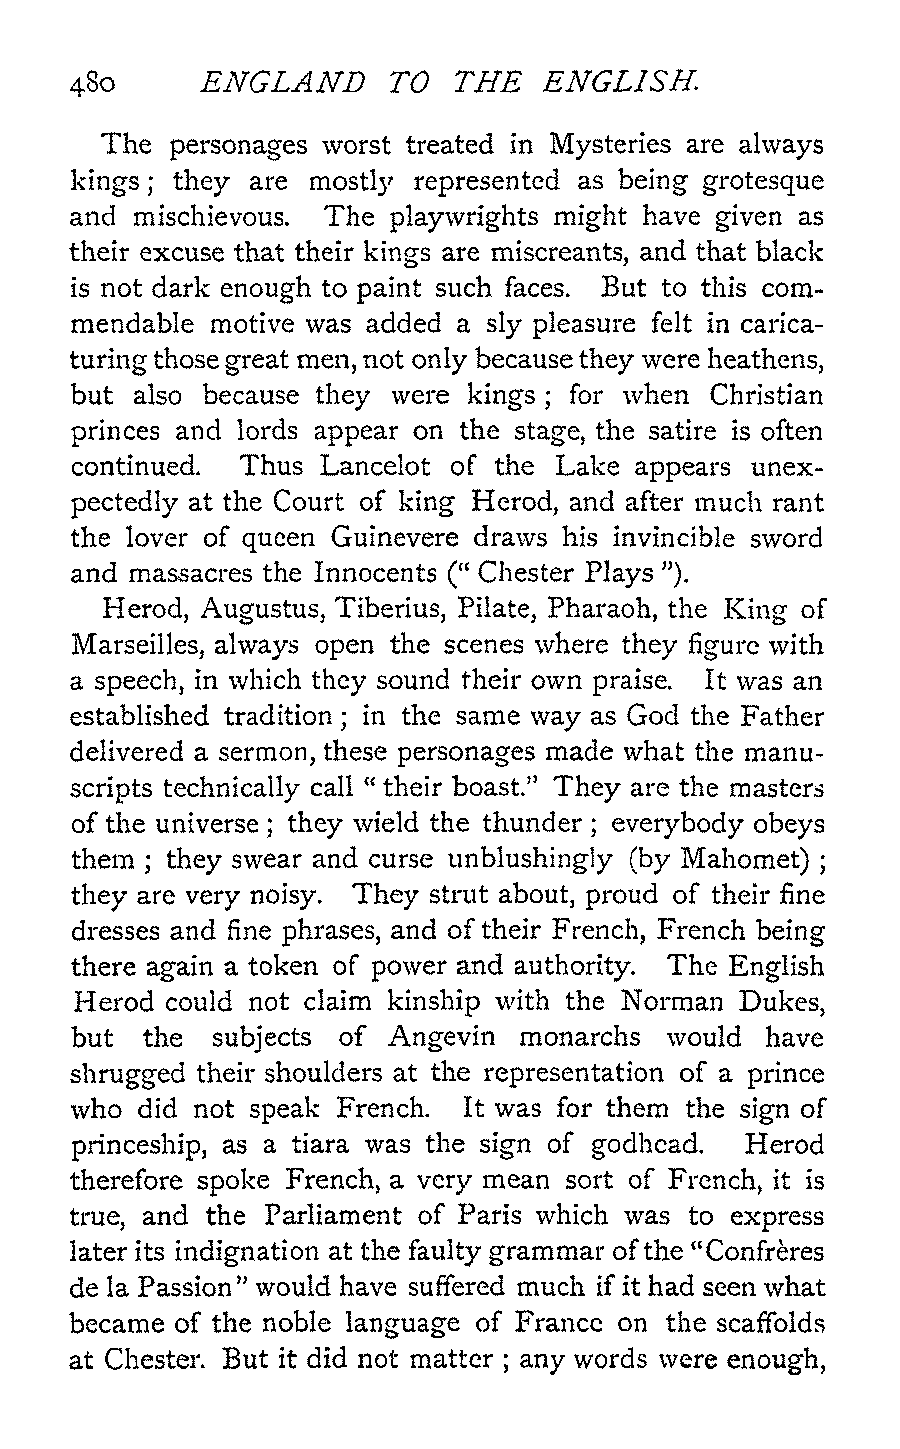 480 ENGLAND TO THE ENGLISH.
The personages worst treated in Mysteries are always
kings ; they are mostly represented as being grotesque
and mischievous. The playwrights might have given as
their excuse that their kings are miscreants, and that black
is not dark enough to paint such faces. But to this com-
mendable motive was added a sly pleasure felt in carica-
turing those great men, not only because they were heathens,
but also because they were kings ; for when Christian
princes and lords appear on the stage, the satire is often
continued. Thus Lancelot of the Lake appears unex-
pectedly at the Court of king Herod, and after much rant
the lover of queen Guinevere draws his invincible sword
and massacres the Innocents (“ Chester Plays ”).
Herod, Augustus, Tiberius, Pilate, Pharaoh, the King of
Marseilles, always open the scenes where they figure with
a speech, in which they sound their own praise. It was an
established tradition ; in the same way as God the Father
delivered a sermon, these personages made what the manu-
scripts technically call “ their boast.” They are the masters
of the universe ; they wield the thunder ; everybody obeys
them ; they swear and curse unblushingly (by Mahomet) ;
they are very noisy. They strut about, proud of their fine
dresses and fine phrases, and of their French, French being
there again a token of power and authority. The English
Herod could not claim kinship with the Norman Dukes,
but the subjects of Angevin monarchs would have
shrugged their shoulders at the representation of a prince
who did not speak French. It was for them the sign of
princeship, as a tiara was the sign of godhead. Herod
therefore spoke French, a very mean sort of French, it is
true, and the Parliament of Paris which was to express
later its indignation at the faulty grammar of the “Confrères
de la Passion” would have suffered much if it had seen what
became of the noble language of France on the scaffolds
at Chester. But it did not matter ; any words were enough,